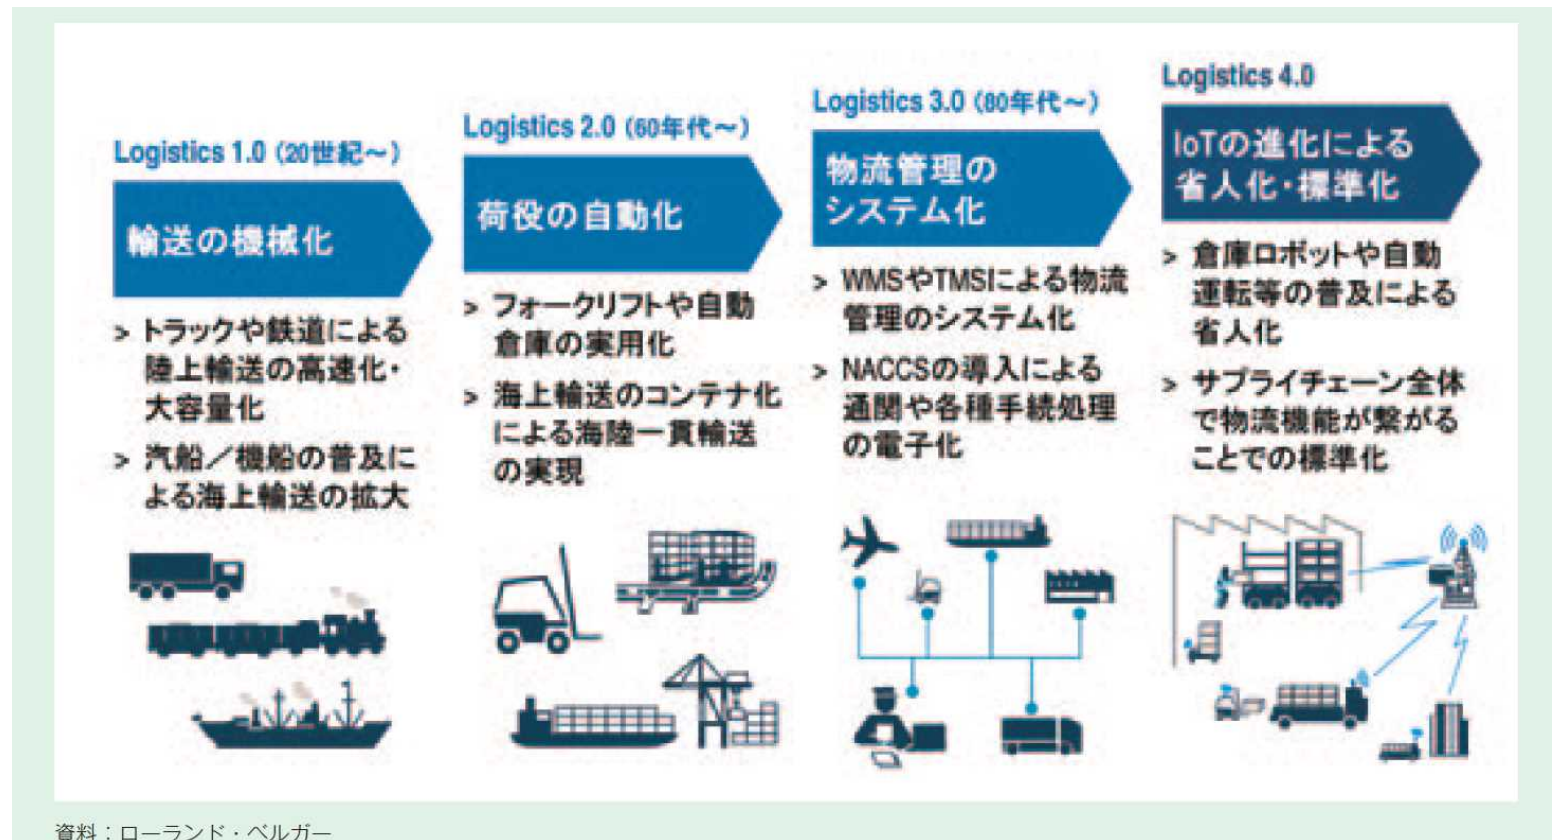 Logistics 1.0 (20世紀～)
輸送の機械化
> トラックや鉄道による
陸上輸送の高速化・
大容量化
> 汽船／機船の普及に
よる海上輸送の拡大
Logistics 2.0 (60年代～)
荷役の自動化
> フォークリフトや自動
倉庫の実用化
> 海上輸送のコンテナ化
による海陸一貫輸送
の実現
Logistics 3.0 (80年代～)
物流管理の
システム化
> WMSやTMSによる物流
管理のシステム化
> NACCSの導入による
通関や各種手続処理
の電子化
Logistics 4.0
IoTの進化による
省人化・標準化
> 倉庫ロボットや自動
運転等の普及による
省人化
> サプライチェーン全体
で物流機能が繋がる
ことでの標準化
資料：ローランド・ベルガー